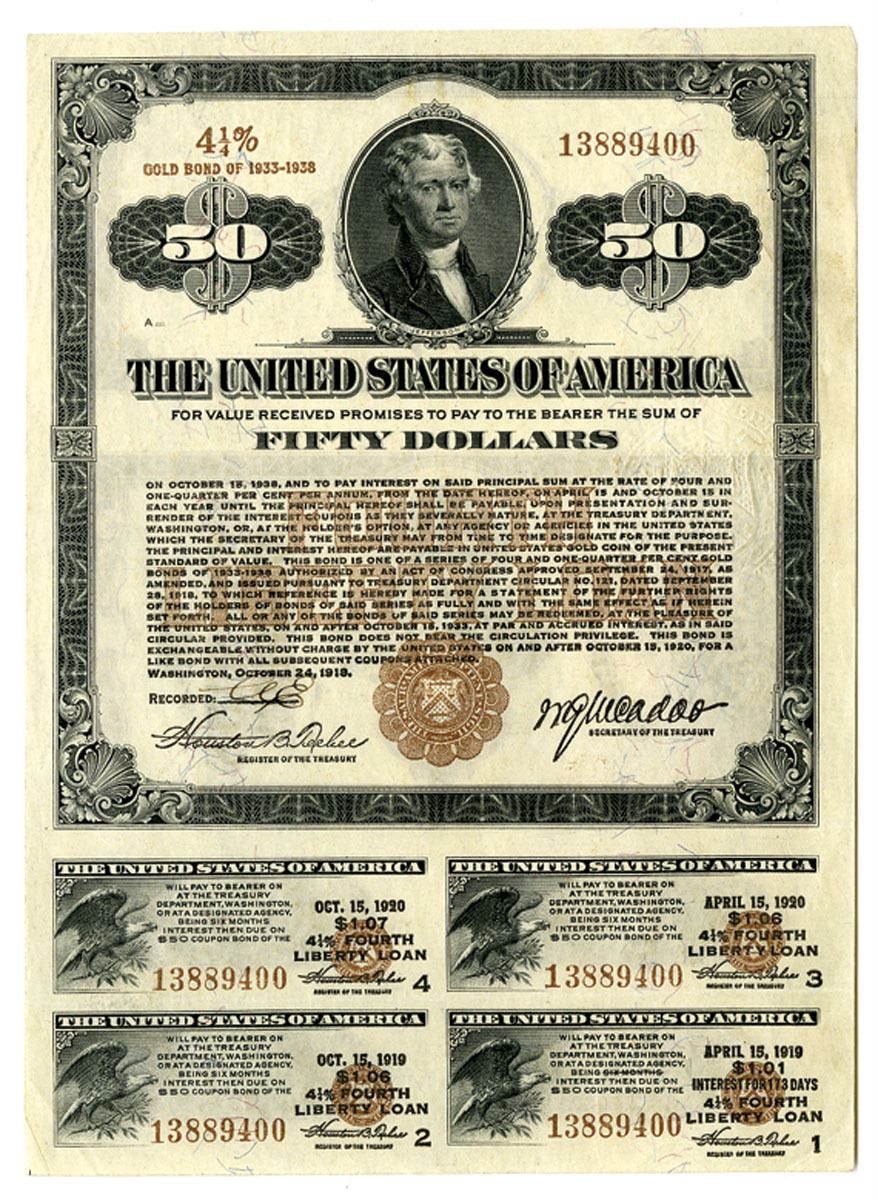 4¼%
GOLD BOND OF 1933-1938
13889400
50
50
A
JEFFERSON
THE UNITED STATES OF AMERICA
FOR VALUE RECEIVED PROMISES TO PAY TO THE BEARER THE SUM OF
FIFTY DOLLARS
ON OCTOBER 15, 1938, AND TO PAY INTEREST ON SAID PRINCIPAL SUM AT THE RATE OF FOUR AND
ONE-QUARTER PER CENT PER ANNUM, FROM THE DATE HEREOF, ON APRIL 15 AND OCTOBER 15 IN
EACH YEAR UNTIL THE PRINCIPAL HEREOF SHALL BE PAYABLE, UPON PRESENTATION AND SUR-
RENDER OF THE INTEREST COUPONS AS THEY SEVERALLY MATURE, AT THE TREASURY DEPARTMENT,
WASHINGTON, OR, AT THE HOLDER'S OPTION, AT ANY AGENCY OR AGENCIES IN THE UNITED STATES
WHICH THE SECRETARY OF THE TREASURY MAY FROM TIME TO TIME DESIGNATE FOR THE PURPOSE.
THE PRINCIPAL AND INTEREST HEREOF ARE PAYABLE IN UNITED STATES GOLD COIN OF THE PRESENT
STANDARD OF VALUE. THIS BOND IS ONE OF A SERIES OF FOUR AND ONE-QUARTER PER CENT GOLD
BONDS OF 1933-1938 AUTHORIZED BY AN ACT OF CONGRESS APPROVED SEPTEMBER 24, 1917, AS
AMENDED, AND ISSUED PURSUANT TO TREASURY DEPARTMENT CIRCULAR NO. 121, DATED SEPTEMBER
28, 1918, TO WHICH REFERENCE IS HEREBY MADE FOR A STATEMENT OF THE FURTHER RIGHTS
OF THE HOLDERS OF BONDS OF SAID SERIES AS FULLY AND WITH THE SAME EFFECT AS IF HEREIN
SET FORTH. ALL OR ANY OF THE BONDS OF SAID SERIES MAY BE REDEEMED, AT THE PLEASURE OF
THE UNITED STATES, ON AND AFTER OCTOBER 15, 1933, AT PAR AND ACCRUED INTEREST, AS IN SAID
CIRCULAR PROVIDED. THIS BOND DOES NOT BEAR THE CIRCULATION PRIVILEGE. THIS BOND IS
EXCHANGEABLE WITHOUT CHARGE BY THE UNITED STATES ON AND AFTER OCTOBER 15, 1920, FOR A
LIKE BOND WITH ALL SUBSEQUENT COUPONS ATTACHED.
WASHINGTON, OCTOBER 24, 1918.
RECORDED:
Houston B. Teehee
REGISTER OF THE TREASURY
W G McAdoo
SECRETARY OF THE TREASURY
THE UNITED STATES OF AMERICA
WILL PAY TO BEARER ON
AT THE TREASURY
DEPARTMENT, WASHINGTON,
OR AT A DESIGNATED AGENCY,
BEING SIX MONTHS
INTEREST THEN DUE ON
$50 COUPON BOND OF THE
OCT. 15, 1920
$1.07
4¼% FOURTH
LIBERTY LOAN
13889400
Houston B. Teehee
REGISTER OF THE TREASURY
4
THE UNITED STATES OF AMERICA
WILL PAY TO BEARER ON
AT THE TREASURY
DEPARTMENT, WASHINGTON,
OR AT A DESIGNATED AGENCY,
BEING SIX MONTHS
INTEREST THEN DUE ON
$50 COUPON BOND OF THE
APRIL 15, 1920
$1.06
4¼% FOURTH
LIBERTY LOAN
13889400
Houston B. Teehee
REGISTER OF THE TREASURY
3
THE UNITED STATES OF AMERICA
WILL PAY TO BEARER ON
AT THE TREASURY
DEPARTMENT, WASHINGTON,
OR AT A DESIGNATED AGENCY,
BEING SIX MONTHS
INTEREST THEN DUE ON
$50 COUPON BOND OF THE
OCT. 15, 1919
$1.06
4¼% FOURTH
LIBERTY LOAN
13889400
Houston B. Teehee
REGISTER OF THE TREASURY
2
THE UNITED STATES OF AMERICA
WILL PAY TO BEARER ON
AT THE TREASURY
DEPARTMENT, WASHINGTON,
OR AT A DESIGNATED AGENCY,
BEING SIX MONTHS
INTEREST THEN DUE ON
$50 COUPON BOND OF THE
APRIL 15, 1919
$1.01
INTEREST FOR 173 DAYS
4¼% FOURTH
LIBERTY LOAN
13889400
Houston B. Teehee
REGISTER OF THE TREASURY
1